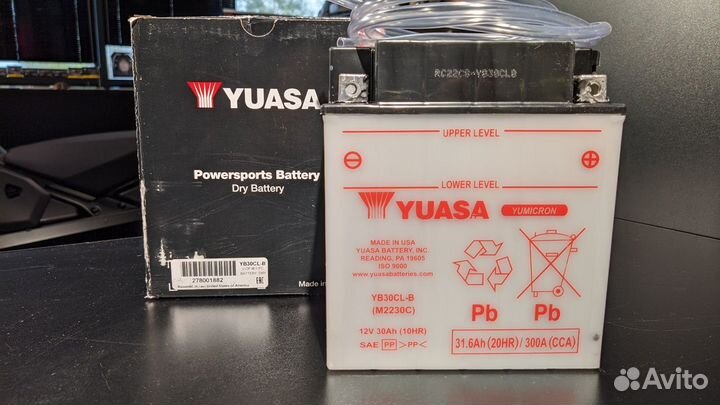 YUASA
Powersports Battery
Dry Battery
YB30CL-B
278001882
Made in
RC22C8-YB30CLB
UPPER LEVEL
LOWER LEVEL
YUASA YUMICRON
MADE IN USA
YUASA BATTERY, INC.
READING, PA 19605
ISO 9000
www.yuasabatteries.com
YB30CL-B
(M2230C)
12V 30Ah (10HR)
SAE PP >PP<
Pb Pb
31.6Ah (20HR) / 300A (CCA)
Avito